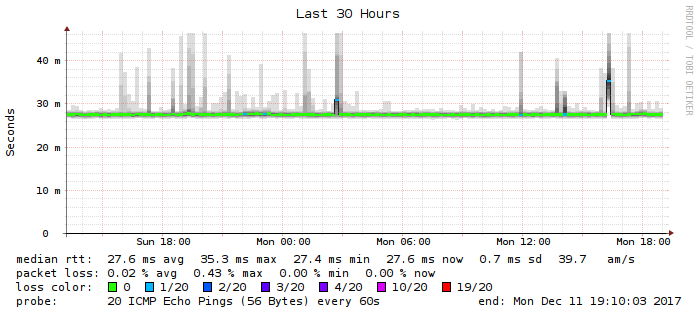 Last 30 Hours
RRDTOOL / TOBI OETIKER
Seconds
40 m
30 m
20 m
10 m
0
Sun 18:00 Mon 00:00 Mon 06:00 Mon 12:00 Mon 18:00
median rtt: 27.6 ms avg 35.3 ms max 27.4 ms min 27.6 ms now 0.7 ms sd 39.7 am/s
packet loss: 0.02 % avg 0.43 % max 0.00 % min 0.00 % now
loss color: 0 1/20 2/20 3/20 4/20 10/20 19/20
probe: 20 ICMP Echo Pings (56 Bytes) every 60s end: Mon Dec 11 19:10:03 2017